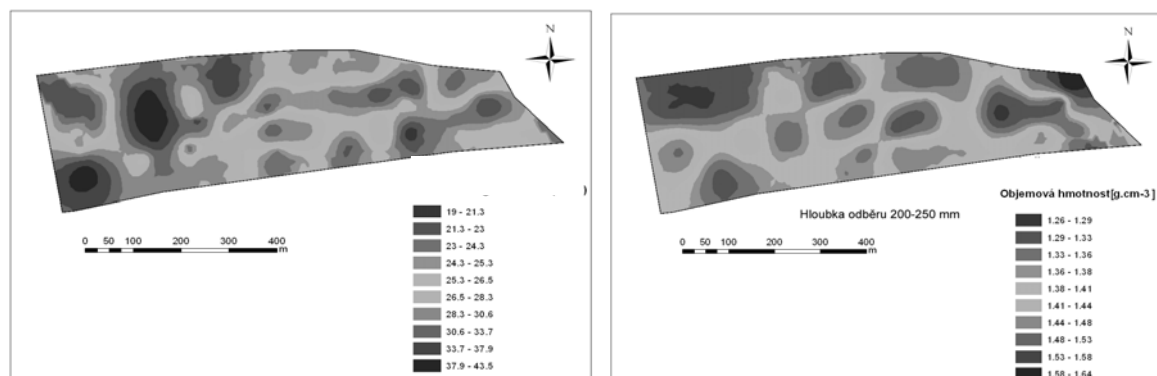 N
)
19 - 21.3
21.3 - 23
23 - 24.3
24.3 - 25.3
25.3 - 26.5
26.5 - 28.3
28.3 - 30.6
30.6 - 33.7
33.7 - 37.9
37.9 - 43.5
0 50 100 200 300 400
m
N
Objemová hmotnost[g.cm-3 ]
Hloubka odběru 200-250 mm
1.26 - 1.29
1.29 - 1.33
1.33 - 1.36
1.36 - 1.38
1.38 - 1.41
1.41 - 1.44
1.44 - 1.48
1.48 - 1.53
1.53 - 1.58
1.58 - 1.64
0 50 100 200 300 400
m